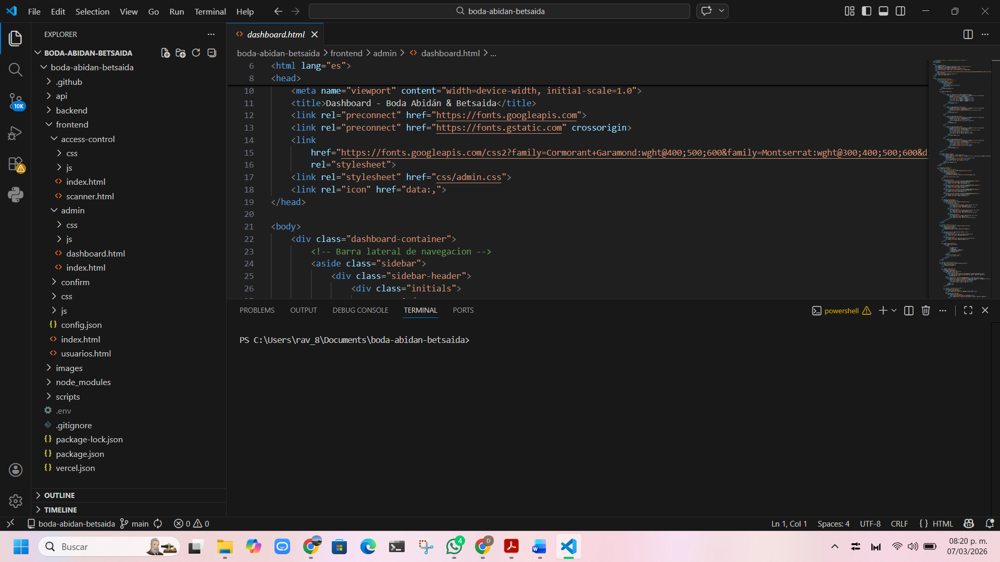 File Edit Selection View Go Run Terminal Help
boda-abidan-betsaida
EXPLORER
BODA-ABIDAN-BETSAIDA
boda-abidan-betsaida
.github
api
backend
frontend
access-control
css
js
index.html
scanner.html
admin
css
js
dashboard.html
index.html
confirm
css
js
config.json
index.html
usuarios.html
images
node_modules
scripts
.env
.gitignore
package-lock.json
package.json
vercel.json
OUTLINE
TIMELINE
10K
dashboard.html
boda-abidan-betsaida > frontend > admin > dashboard.html > ...
6 <html lang="es">
8 <head>
10 <meta name="viewport" content="width=device-width, initial-scale=1.0">
11 <title>Dashboard - Boda Abidán & Betsaida</title>
12 <link rel="preconnect" href="https://fonts.googleapis.com">
13 <link rel="preconnect" href="https://fonts.gstatic.com" crossorigin>
14 <link
15 href="https://fonts.googleapis.com/css2?family=Cormorant+Garamond:wght@400;500;600&family=Montserrat:wght@300;400;500;600&d
16 rel="stylesheet">
17 <link rel="stylesheet" href="css/admin.css">
18 <link rel="icon" href="data:,">
19 </head>
20
21 <body>
22 <div class="dashboard-container">
23 <!-- Barra lateral de navegacion -->
24 <aside class="sidebar">
25 <div class="sidebar-header">
26 <div class="initials">
PROBLEMS OUTPUT DEBUG CONSOLE TERMINAL PORTS
powershell
PS C:\Users\rav_8\Documents\boda-abidan-betsaida>
boda-abidan-betsaida main 0 0
Ln 1, Col 1 Spaces: 4 UTF-8 CRLF {} HTML
Buscar
4
D
08:20 p. m.
07/03/2026